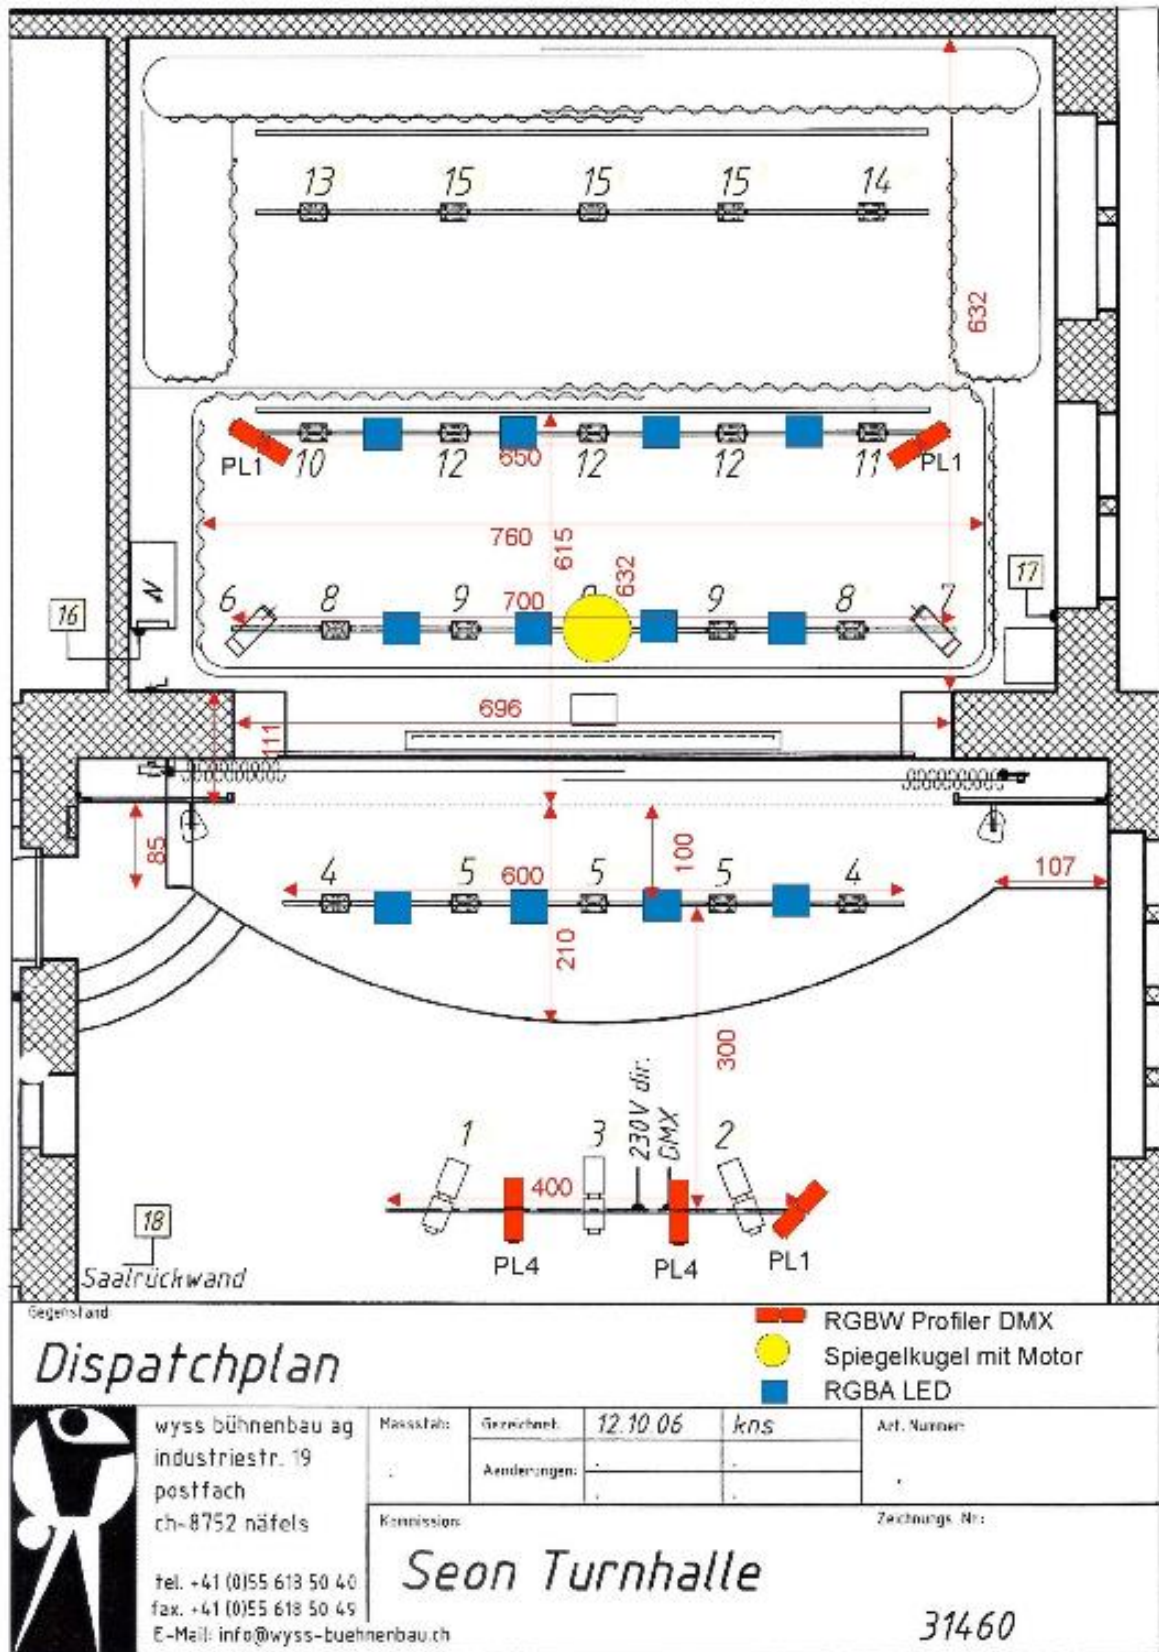 13 15 15 15 14
632
PL1 10 12 12 12 11 PL1
650
760
615
632
17
16
6 8 9 700 9 8 7
696
111
85
100
107
4 5 600 5 5 4
210
300
230V dir.
DMX
1 3 2
400
18
PL4 PL4 PL1
Saalrückwand
Gegenstand
Dispatchplan
RGBW Profiler DMX
Spiegelkugel mit Motor
RGBA LED
wyss bühnenbau ag
industriestr. 19
postfach
ch-8752 näfels
tel. +41 (0)55 618 50 40
fax. +41 (0)55 618 50 49
E-Mail: info@wyss-buehnenbau.ch
Massstab:
Gezeichnet: 12.10.06 kns
Aenderungen:
Art. Nummer:
Kommission:
Seon Turnhalle
Zeichnungs Nr:
31460